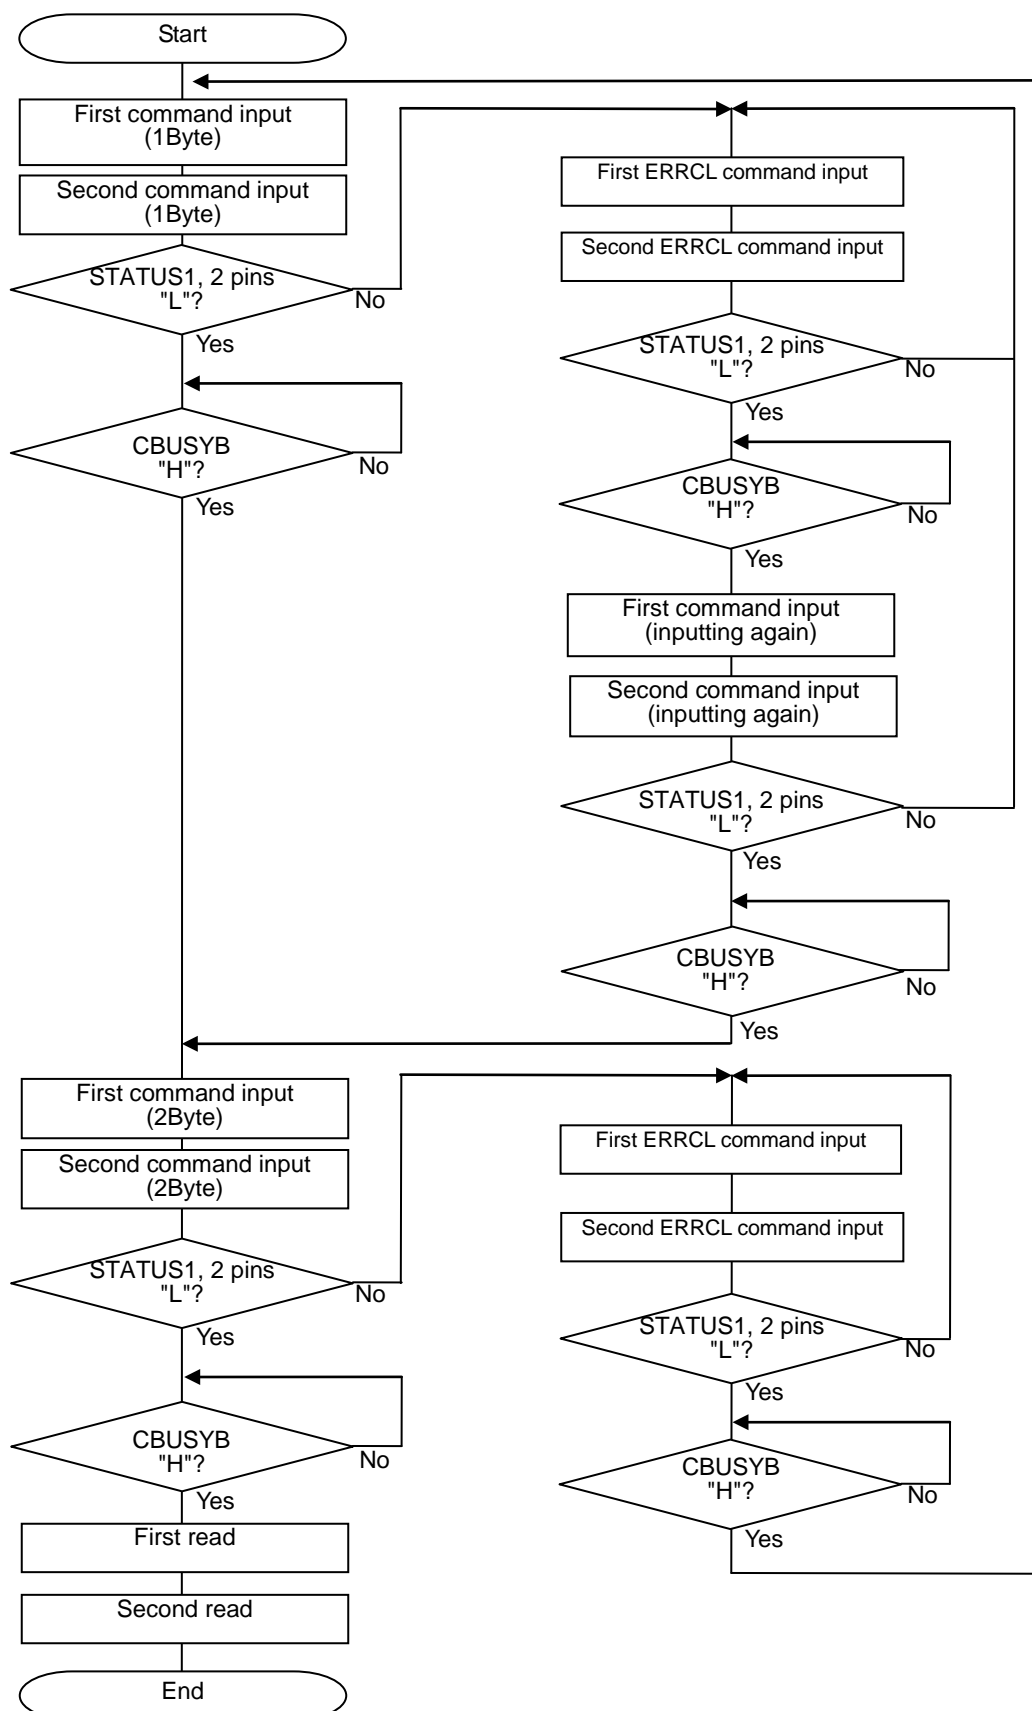 Start
First command input
(1Byte)
Second command input
(1Byte)
STATUS1, 2 pins
"L"?
No
Yes
CBUSYB
"H"?
No
Yes
First ERRCL command input
Second ERRCL command input
STATUS1, 2 pins
"L"?
No
Yes
CBUSYB
"H"?
No
Yes
First command input
(inputting again)
Second command input
(inputting again)
STATUS1, 2 pins
"L"?
No
Yes
CBUSYB
"H"?
No
Yes
First command input
(2Byte)
Second command input
(2Byte)
STATUS1, 2 pins
"L"?
No
Yes
CBUSYB
"H"?
No
Yes
First read
Second read
End
First ERRCL command input
Second ERRCL command input
STATUS1, 2 pins
"L"?
No
Yes
CBUSYB
"H"?
No
Yes